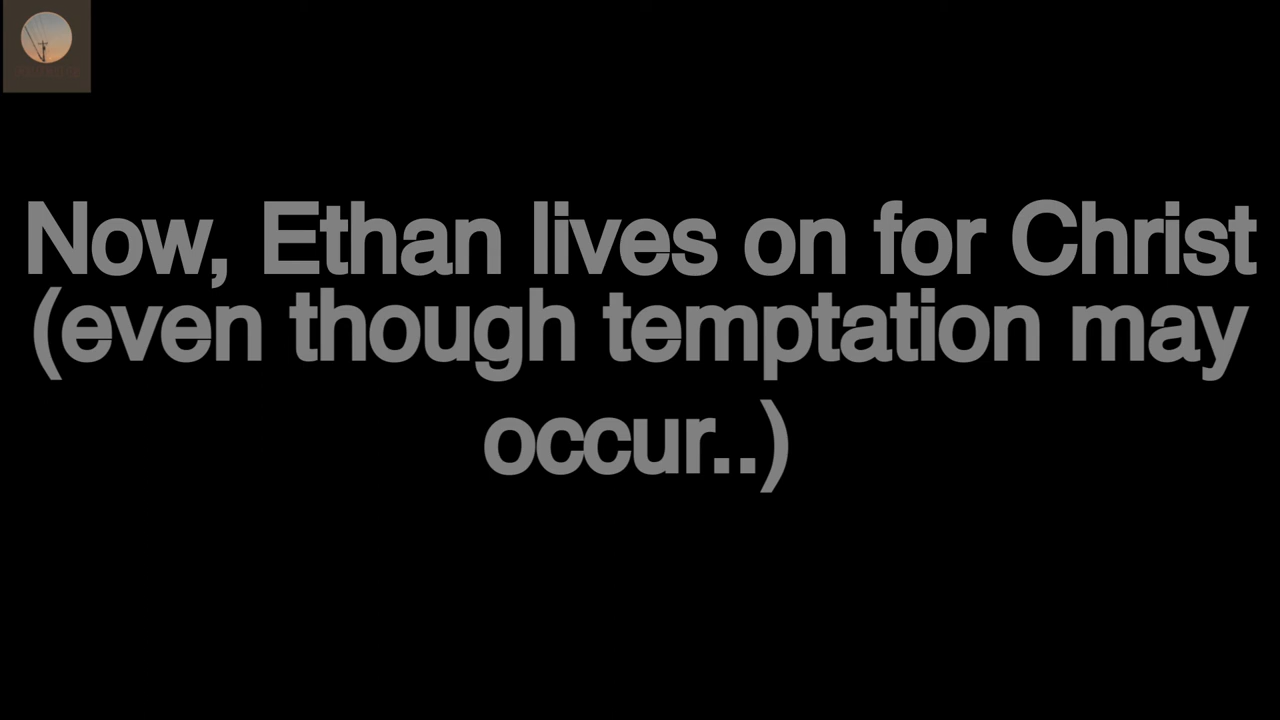 Now, Ethan lives on for Christ
(even though temptation may
occur..)